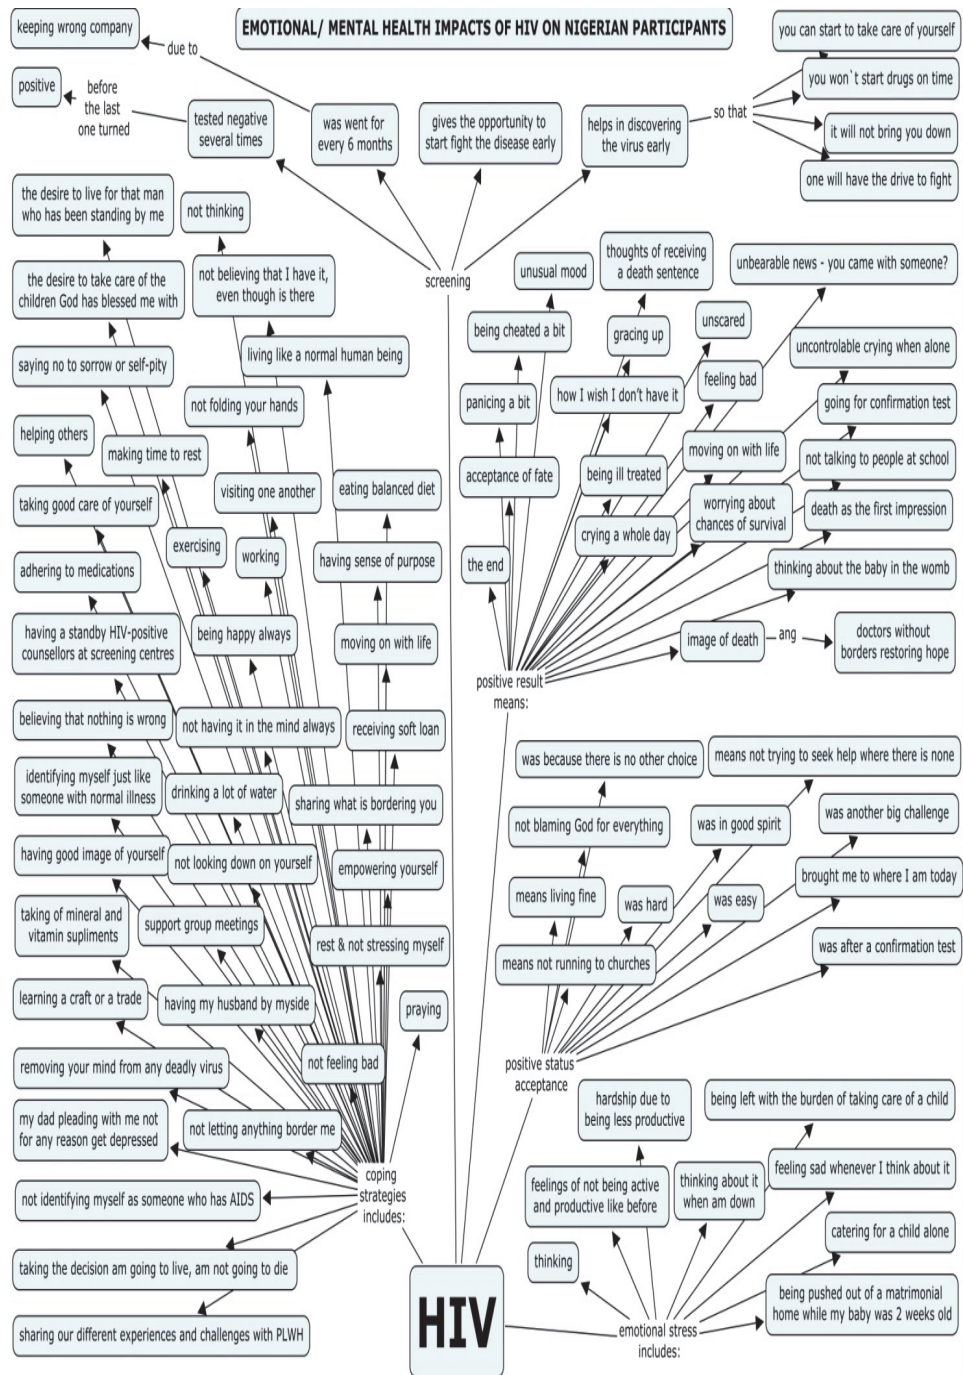 EMOTIONAL/ MENTAL HEALTH IMPACTS OF HIV ON NIGERIAN PARTICIPANTS
keeping wrong company
due to
positive
before
the last
one turned
tested negative
several times
was went for
every 6 months
gives the opportunity to
start fight the disease early
helps in discovering
the virus early
so that
you can start to take care of yourself
you won`t start drugs on time
it will not bring you down
one will have the drive to fight
screening
the desire to live for that man
who has been standing by me
not thinking
the desire to take care of the
children God has blessed me with
not believing that I have it,
even though is there
saying no to sorrow or self-pity
living like a normal human being
not folding your hands
helping others
making time to rest
taking good care of yourself
visiting one another
eating balanced diet
exercising
working
adhering to medications
having sense of purpose
having a standby HIV-positive
counsellors at screening centres
being happy always
moving on with life
believing that nothing is wrong
not having it in the mind always
receiving soft loan
identifying myself just like
someone with normal illness
drinking a lot of water
sharing what is bordering you
having good image of yourself
not looking down on yourself
empowering yourself
taking of mineral and
vitamin supliments
support group meetings
rest & not stressing myself
learning a craft or a trade
having my husband by myside
praying
removing your mind from any deadly virus
not feeling bad
my dad pleading with me not
for any reason get depressed
not letting anything border me
not identifying myself as someone who has AIDS
coping
strategies
includes:
taking the decision am going to live, am not going to die
sharing our different experiences and challenges with PLWH
unusual mood
thoughts of receiving
a death sentence
unbearable news - you came with someone?
being cheated a bit
gracing up
unscared
uncontrolable crying when alone
panicing a bit
how I wish I don't have it
feeling bad
going for confirmation test
acceptance of fate
being ill treated
moving on with life
not talking to people at school
worrying about
chances of survival
death as the first impression
crying a whole day
the end
thinking about the baby in the womb
image of death
ang
doctors without
borders restoring hope
positive result
means:
was because there is no other choice
means not trying to seek help where there is none
not blaming God for everything
was in good spirit
was another big challenge
means living fine
was hard
was easy
brought me to where I am today
means not running to churches
was after a confirmation test
positive status
acceptance
hardship due to
being less productive
being left with the burden of taking care of a child
feelings of not being active
and productive like before
thinking about it
when am down
feeling sad whenever I think about it
thinking
catering for a child alone
being pushed out of a matrimonial
home while my baby was 2 weeks old
emotional stress
includes:
HIV